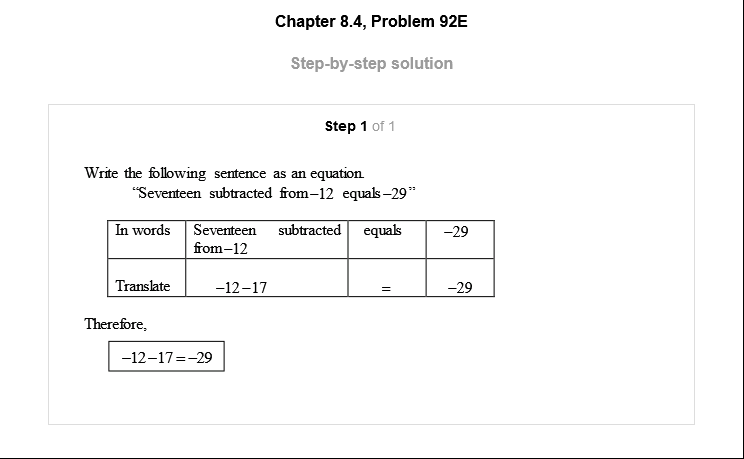 Chapter 8.4, Problem 92E
Step-by-step solution
Step 1 of 1
Write the following sentence as an equation.
“Seventeen subtracted from –12 equals –29”
In words Seventeen subtracted equals –29
from –12
Translate –12–17 = –29
Therefore,
–12–17=–29